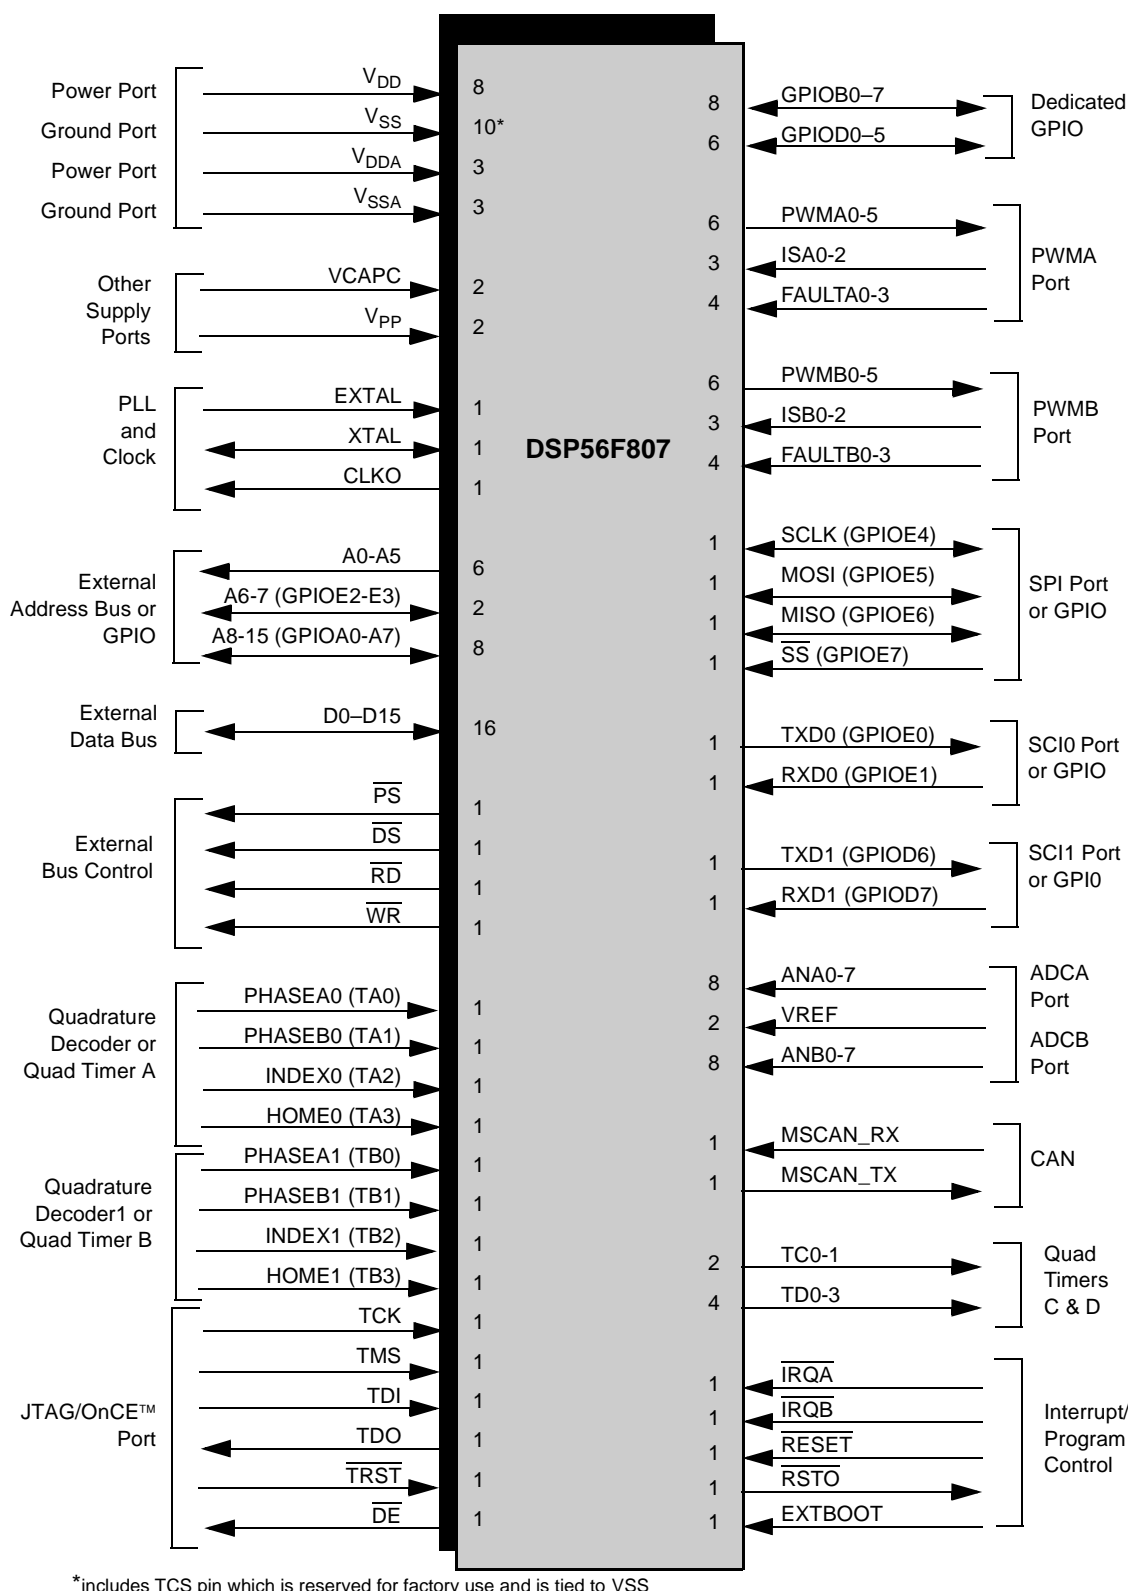 Power Port
V_DD
8
Ground Port
V_SS
10*
Power Port
V_DDA
3
Ground Port
V_SSA
3
Other
Supply
Ports
VCAPC
2
V_PP
2
PLL
and
Clock
EXTAL
1
XTAL
1
CLKO
1
External
Address Bus or
GPIO
A0-A5
6
A6-7 (GPIOE2-E3)
2
A8-15 (GPIOA0-A7)
8
External
Data Bus
D0–D15
16
External
Bus Control
PS
1
DS
1
RD
1
WR
1
Quadrature
Decoder or
Quad Timer A
PHASEA0 (TA0)
1
PHASEB0 (TA1)
1
INDEX0 (TA2)
1
HOME0 (TA3)
1
Quadrature
Decoder1 or
Quad Timer B
PHASEA1 (TB0)
1
PHASEB1 (TB1)
1
INDEX1 (TB2)
1
HOME1 (TB3)
1
JTAG/OnCE™
Port
TCK
1
TMS
1
TDI
1
TDO
1
TRST
1
DE
1
DSP56F807
8
GPIOB0–7
6
GPIOD0–5
Dedicated
GPIO
6
PWMA0-5
3
ISA0-2
4
FAULTA0-3
PWMA
Port
6
PWMB0-5
3
ISB0-2
4
FAULTB0-3
PWMB
Port
1
SCLK (GPIOE4)
1
MOSI (GPIOE5)
1
MISO (GPIOE6)
1
SS (GPIOE7)
SPI Port
or GPIO
1
TXD0 (GPIOE0)
1
RXD0 (GPIOE1)
SCI0 Port
or GPIO
1
TXD1 (GPIOD6)
1
RXD1 (GPIOD7)
SCI1 Port
or GPI0
8
ANA0-7
2
VREF
8
ANB0-7
ADCA
Port
ADCB
Port
1
MSCAN_RX
1
MSCAN_TX
CAN
2
TC0-1
4
TD0-3
Quad
Timers
C & D
1
IRQA
1
IRQB
1
RESET
1
RSTO
1
EXTBOOT
Interrupt/
Program
Control
*includes TCS pin which is reserved for factory use and is tied to VSS